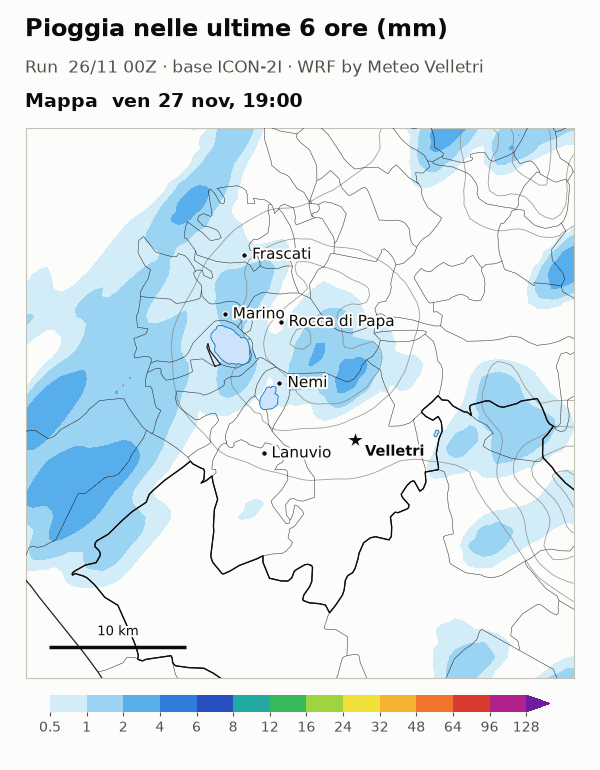 Pioggia nelle ultime 6 ore (mm)
Run  26/11 00Z · base ICON-2I · WRF by Meteo Velletri
Mappa  ven 27 nov, 19:00
Frascati
Marino
Rocca di Papa
Nemi
Velletri
Lanuvio
10 km
0.5 1 2 4 6 8 12 16 24 32 48 64 96 128